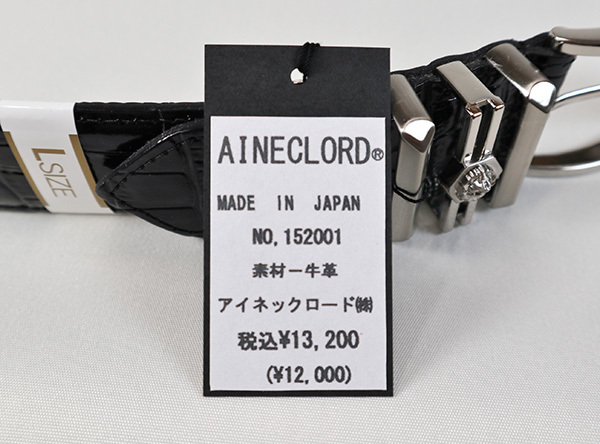 AINECLORD®
MADE IN JAPAN
NO,152001
素材ー牛革
アイネックロード㈱
税込¥13,200
(¥12,000)
L SIZE